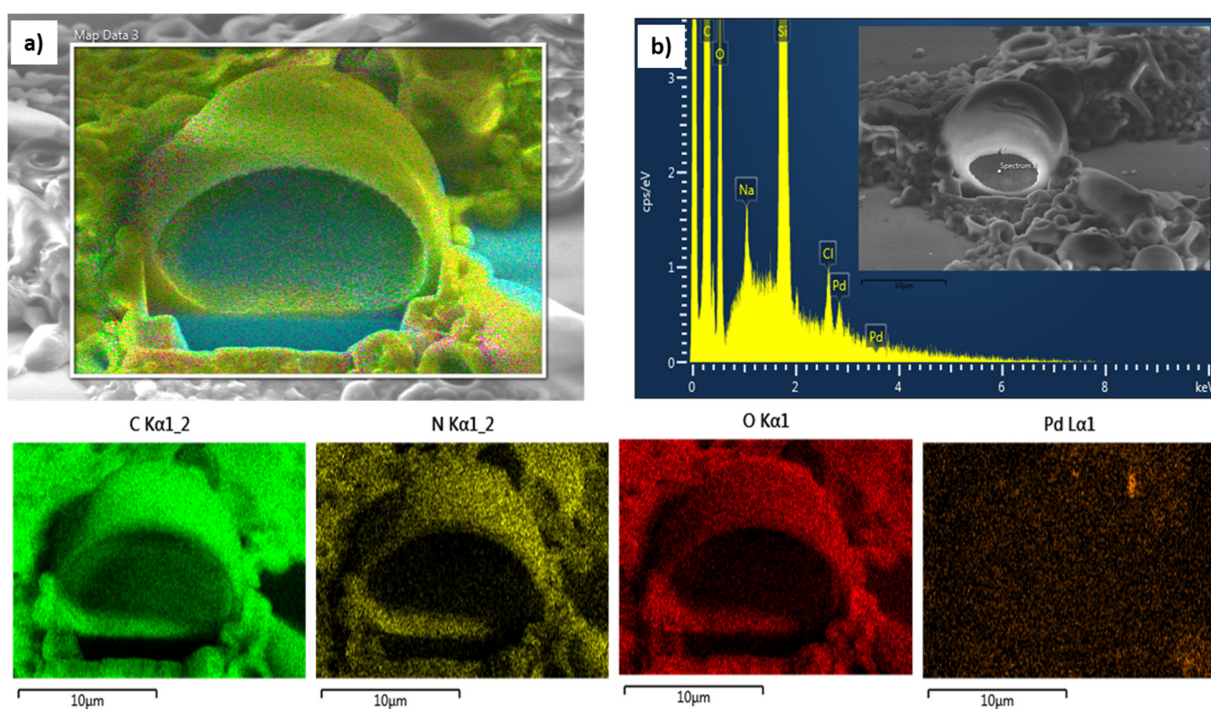 a)
Map Data 3
b)
C
O
Si
Na
Cl
Pd
Pd
Spectrum
10μm
cps/eV
3
2
1
0
0 2 4 6 8 keV
C Kα1_2
N Kα1_2
O Kα1
Pd Lα1
10μm
10μm
10μm
10μm